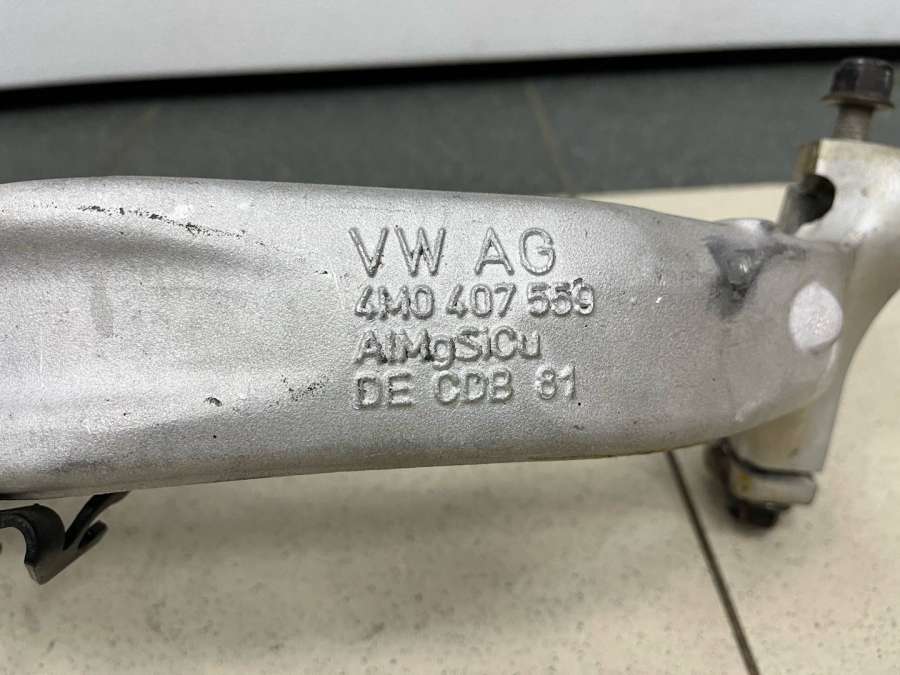 VW AG
4M0 407 559
AlMgSiCu
DE CDB 81